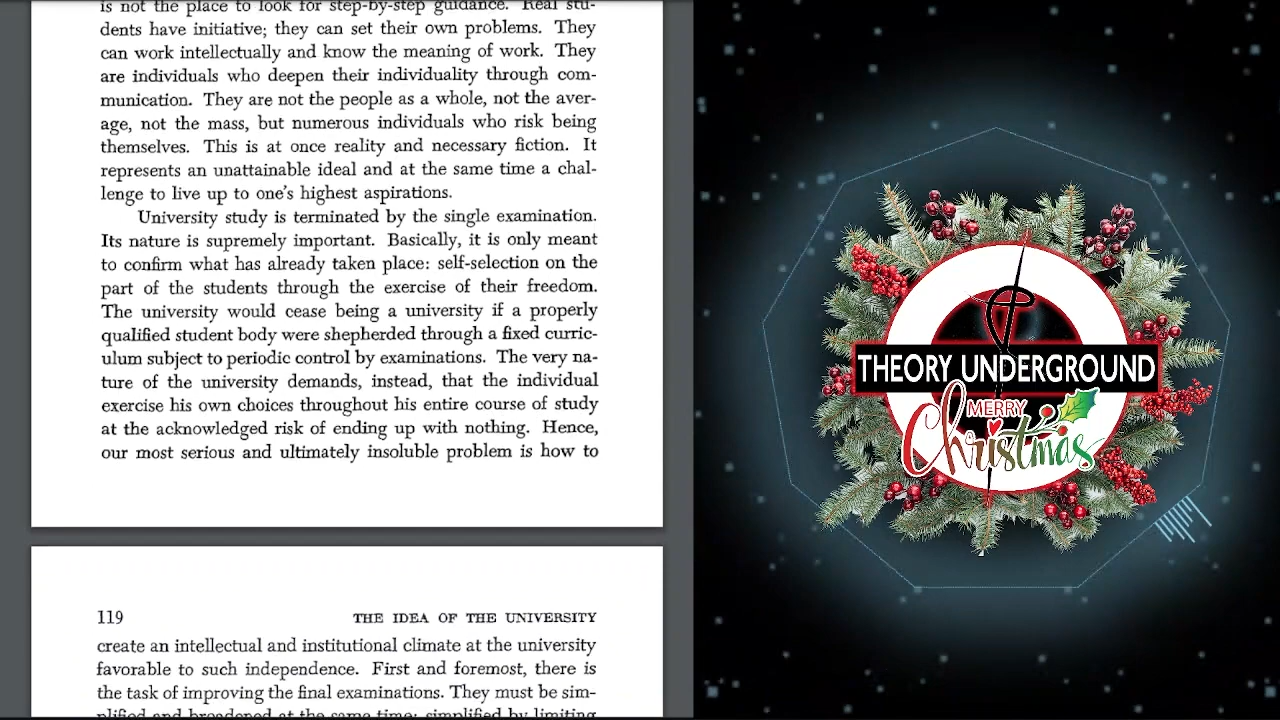 is not the place to look for step-by-step guidance. Real stu-
dents have initiative; they can set their own problems. They
can work intellectually and know the meaning of work. They
are individuals who deepen their individuality through com-
munication. They are not the people as a whole, not the aver-
age, not the mass, but numerous individuals who risk being
themselves. This is at once reality and necessary fiction. It
represents an unattainable ideal and at the same time a chal-
lenge to live up to one's highest aspirations.
University study is terminated by the single examination.
Its nature is supremely important. Basically, it is only meant
to confirm what has already taken place: self-selection on the
part of the students through the exercise of their freedom.
The university would cease being a university if a properly
qualified student body were shepherded through a fixed curric-
ulum subject to periodic control by examinations. The very na-
ture of the university demands, instead, that the individual
exercise his own choices throughout his entire course of study
at the acknowledged risk of ending up with nothing. Hence,
our most serious and ultimately insoluble problem is how to
119 THE IDEA OF THE UNIVERSITY
create an intellectual and institutional climate at the university
favorable to such independence. First and foremost, there is
the task of improving the final examinations. They must be sim-
plified and broadened at the same time: simplified by limiting
THEORY UNDERGROUND
MERRY
Christmas